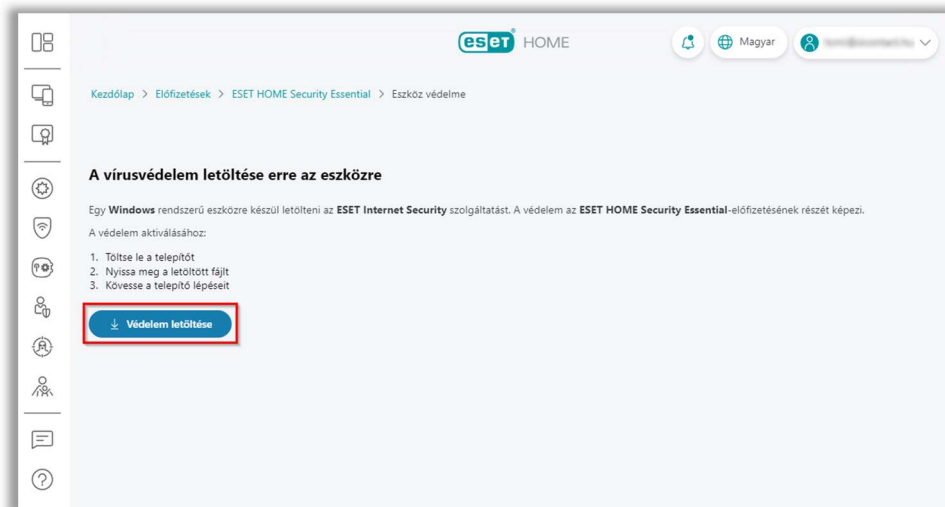 eseT HOME
Magyar
Kezdőlap > Előfizetések > ESET HOME Security Essential > Eszköz védelme
A vírusvédelem letöltése erre az eszközre
Egy Windows rendszerű eszközre készül letölteni az ESET Internet Security szolgáltatást. A védelem az ESET HOME Security Essential-előfizetésének részét képezi.
A védelem aktiválásához:
1. Töltse le a telepítőt
2. Nyissa meg a letöltött fájlt
3. Kövesse a telepítő lépéseit
Védelem letöltése